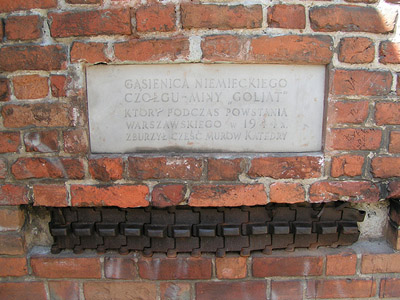 GĄSIENICA NIEMIECKIEGO
CZOŁGU-MINY „GOLIAT”
KTÓRY PODCZAS POWSTANIA
WARSZAWSKIEGO W 1944 R.
ZBURZYŁ CZĘŚĆ MURÓW KATEDRY